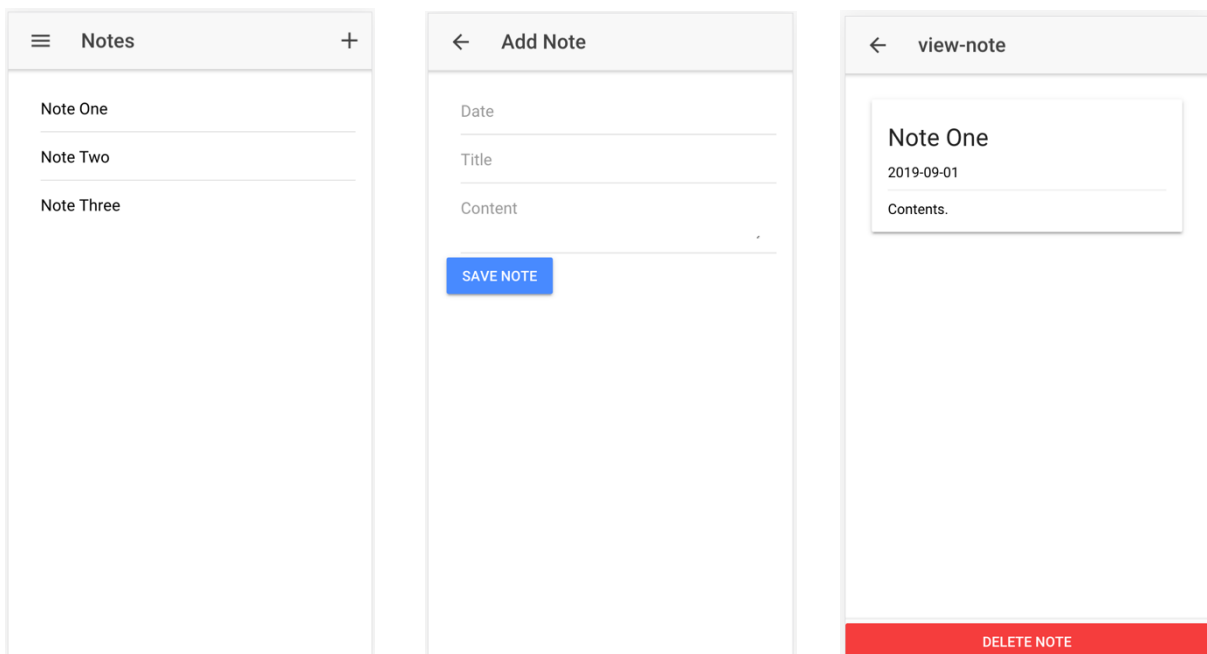 Notes
Note One
Note Two
Note Three
Add Note
Date
Title
Content
SAVE NOTE
view-note
Note One
2019-09-01
Contents.
DELETE NOTE